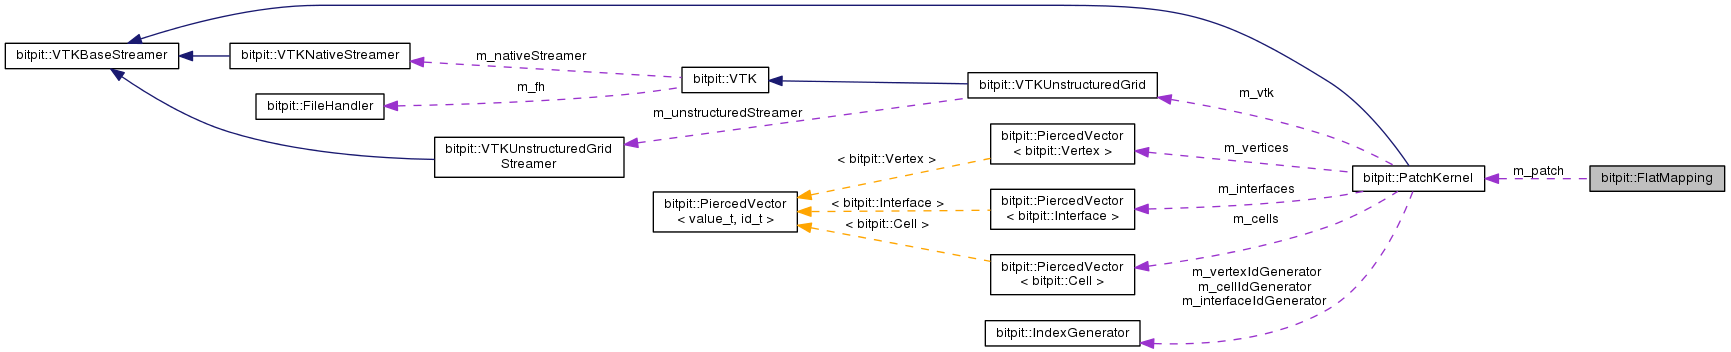 bitpit::VTKBaseStreamer
bitpit::VTKNativeStreamer
m_nativeStreamer
bitpit::FileHandler
m_fh
bitpit::VTK
bitpit::VTKUnstructuredGrid
m_vtk
m_unstructuredStreamer
bitpit::VTKUnstructuredGrid
Streamer
bitpit::PiercedVector
< bitpit::Vertex >
m_vertices
< bitpit::Vertex >
bitpit::PiercedVector
< value_t, id_t >
< bitpit::Interface >
bitpit::PiercedVector
< bitpit::Interface >
m_interfaces
< bitpit::Cell >
m_cells
bitpit::PiercedVector
< bitpit::Cell >
bitpit::PatchKernel
m_patch
bitpit::FlatMapping
m_vertexIdGenerator
m_cellIdGenerator
m_interfaceIdGenerator
bitpit::IndexGenerator